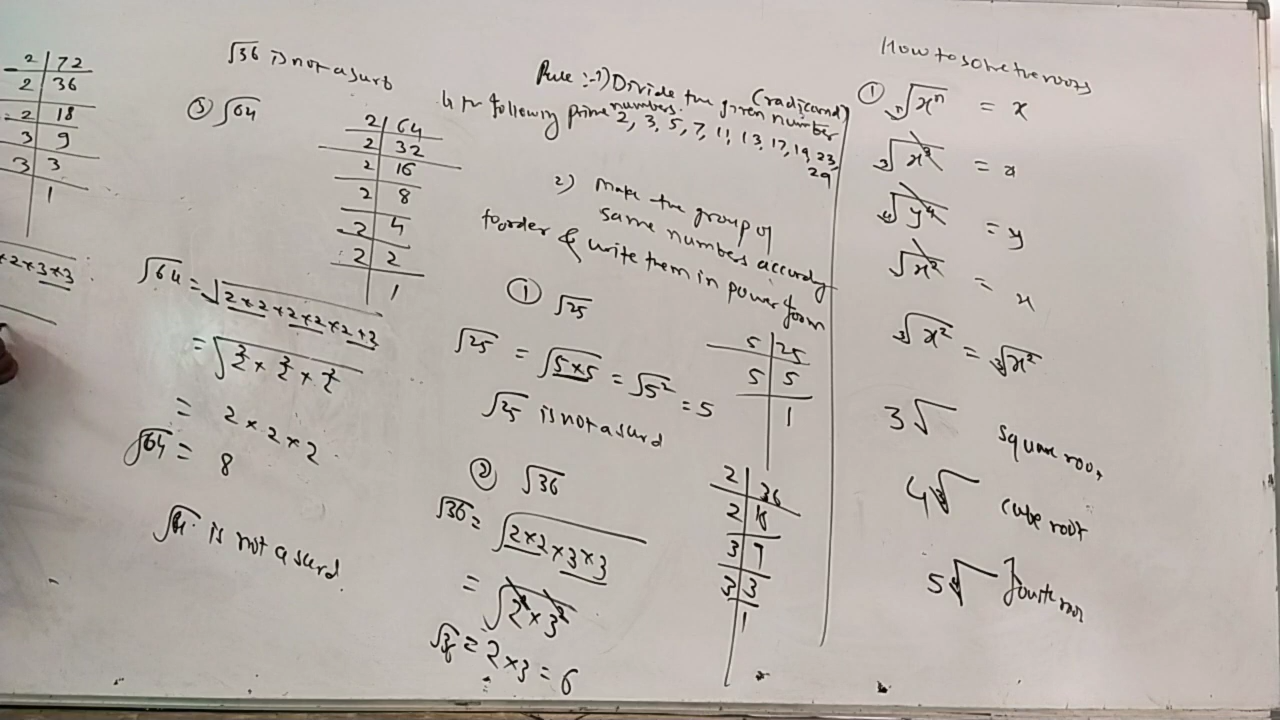 2 | 72
2 | 36
2 | 18
3 | 9
3 | 3
1
×2×3×3
√36 is not a surd
③ √64
2 | 64
2 | 32
2 | 16
2 | 8
2 | 4
2 | 2
1
√64 = √2×2×2×2×2×2
= √2²×2²×2²
= 2×2×2
√64 = 8
√64 is not a surd
Rule :- 1) Divide the given number (radicand)
by the following prime numbers.
2, 3, 5, 7, 11, 13, 17, 19, 23,
29
2) Make the group of
same numbers accordy
to order & write them in power form
① √25
√25 = √5×5 = √5² = 5
5 | 25
5 | 5
1
√25 is not a surd
② √36
√36 = √2×2×3×3
= √2²×3²
√36 = 2×3 = 6
2 | 36
2 | 18
3 | 9
3 | 3
1
How to solve the roots
① ⁿ√xⁿ = x
³√x³ = x
⁴√y⁴ = y
√x² = x
³√x² = ³√x²
3 √ square root
4 ³√ cube root
5 ⁴√ fourth root